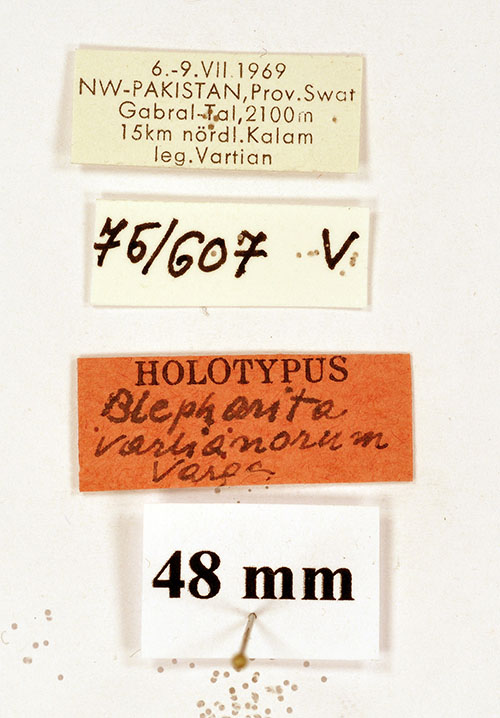 6.-9.VII.1969
NW-PAKISTAN,Prov.Swat
Gabral-Tal,2100m
15km nördl.Kalam
leg.Vartian
76/607 V
HOLOTYPUS
Blepharita
vartianorum
Varga
48 mm